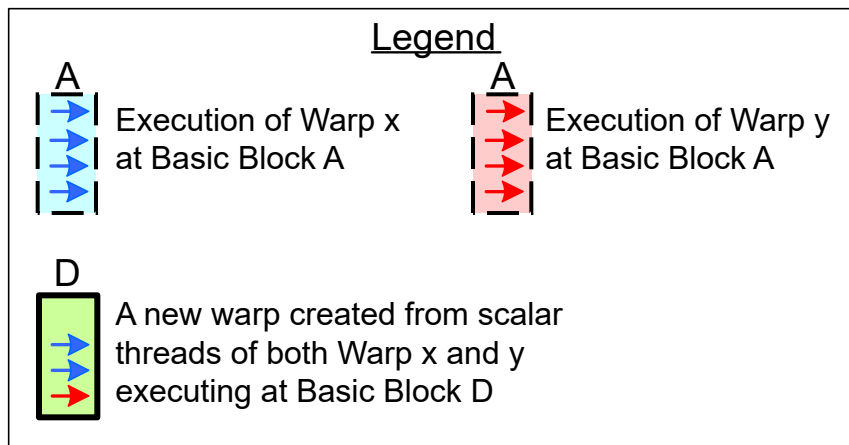 Legend
A
Execution of Warp x
at Basic Block A
A
Execution of Warp y
at Basic Block A
D
A new warp created from scalar
threads of both Warp x and y
executing at Basic Block D